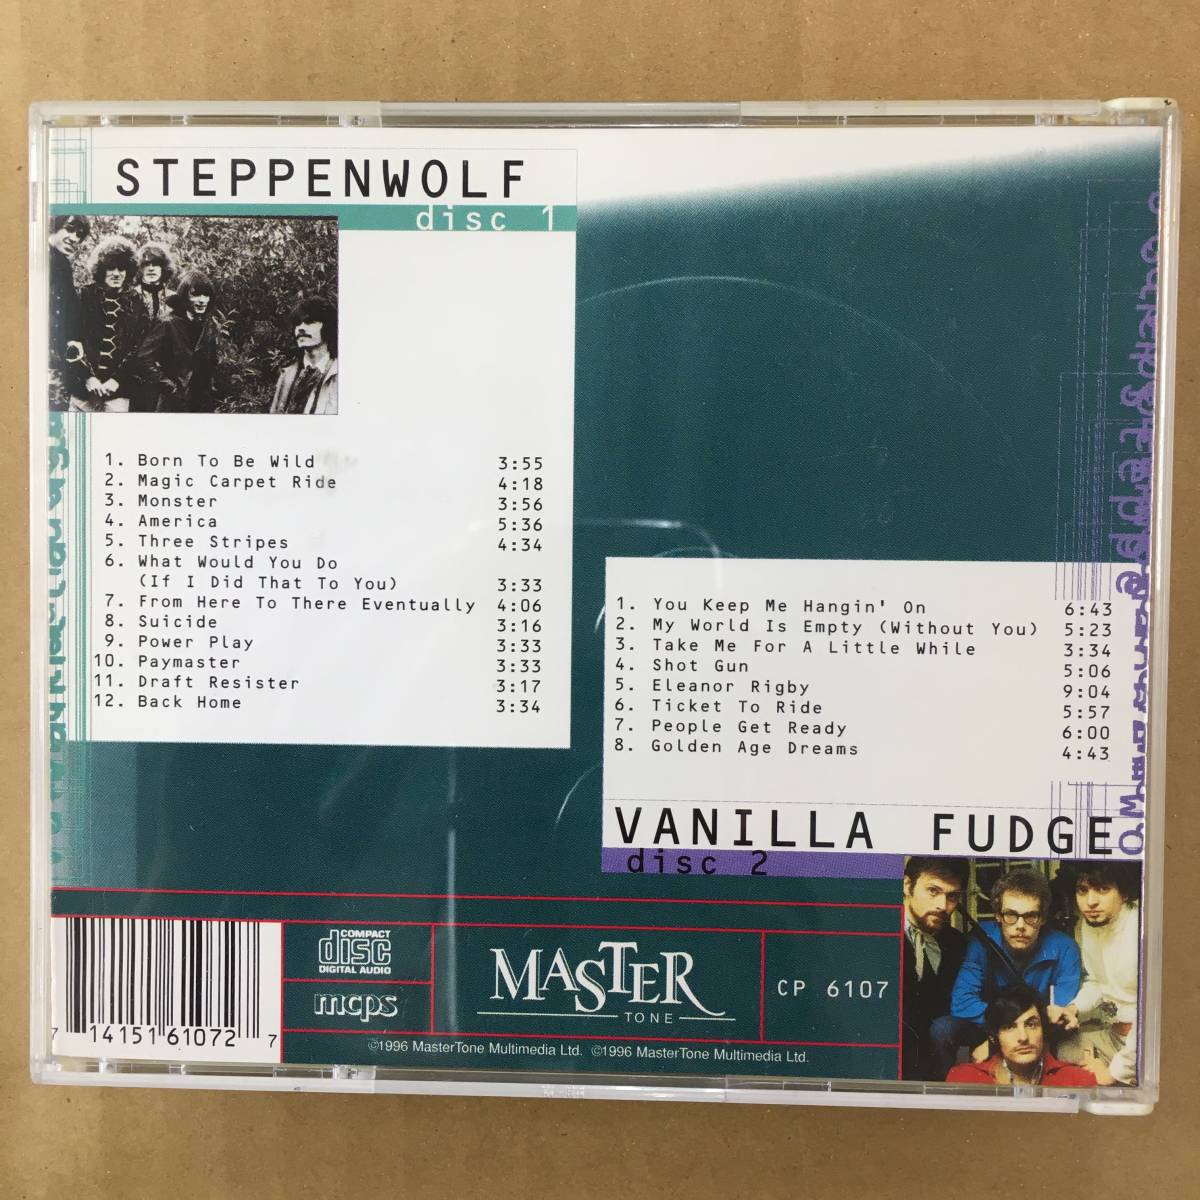 STEPPENWOLF
disc 1
1. Born To Be Wild 3:55
2. Magic Carpet Ride 4:18
3. Monster 3:56
4. America 5:36
5. Three Stripes 4:34
6. What Would You Do
(If I Did That To You) 3:33
7. From Here To There Eventually 4:06
8. Suicide 3:16
9. Power Play 3:33
10. Paymaster 3:33
11. Draft Resister 3:17
12. Back Home 3:34
1. You Keep Me Hangin' On 6:43
2. My World Is Empty (Without You) 5:23
3. Take Me For A Little While 3:34
4. Shot Gun 5:06
5. Eleanor Rigby 9:04
6. Ticket To Ride 5:57
7. People Get Ready 6:00
8. Golden Age Dreams 4:43
VANILLA FUDGE
disc 2
7 14151 61072 7
COMPACT
disc
DIGITAL AUDIO
mcps
MASTER
TONE
CP 6107
©1996 MasterTone Multimedia Ltd. ©1996 MasterTone Multimedia Ltd.